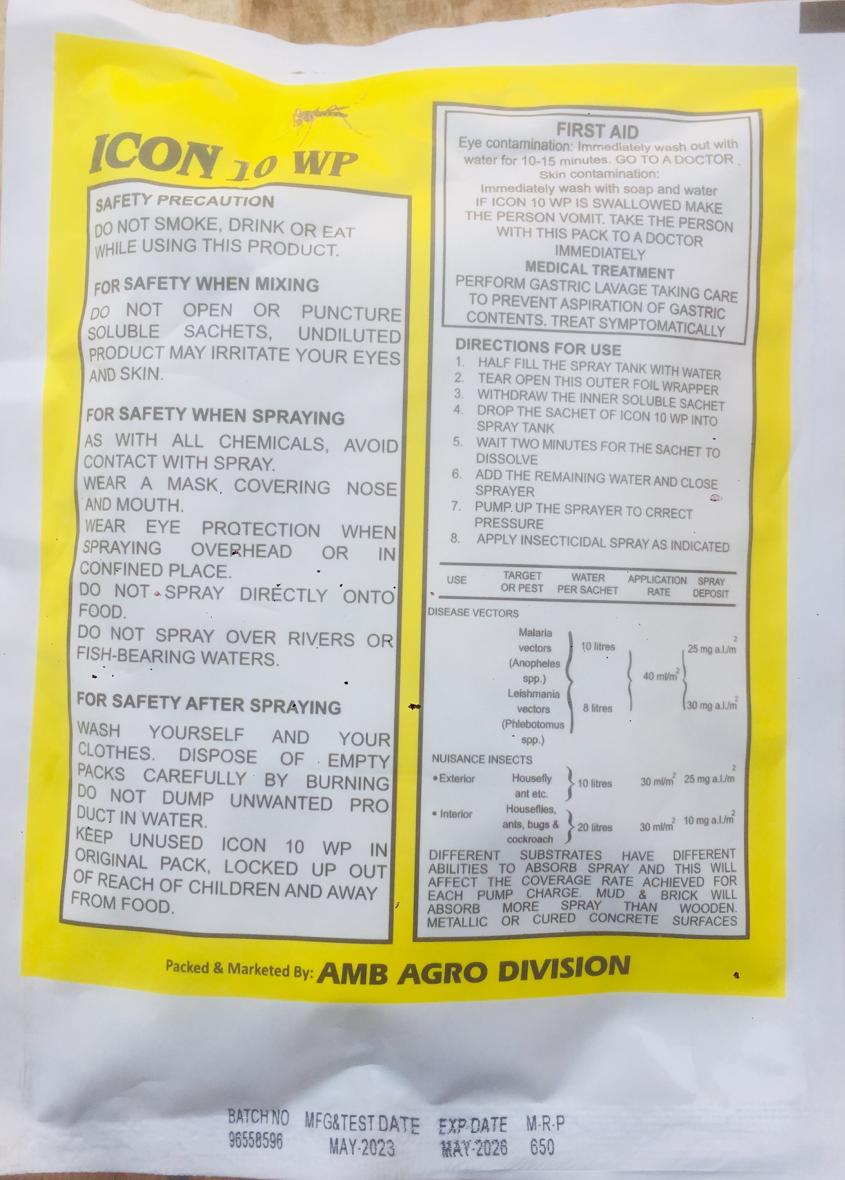 ICON 10 WP
SAFETY PRECAUTION
DO NOT SMOKE, DRINK OR EAT
WHILE USING THIS PRODUCT.
FOR SAFETY WHEN MIXING
DO NOT OPEN OR PUNCTURE
SOLUBLE SACHETS, UNDILUTED
PRODUCT MAY IRRITATE YOUR EYES
AND SKIN.
FOR SAFETY WHEN SPRAYING
AS WITH ALL CHEMICALS, AVOID
CONTACT WITH SPRAY.
WEAR A MASK, COVERING NOSE
AND MOUTH.
WEAR EYE PROTECTION WHEN
SPRAYING OVERHEAD OR IN
CONFINED PLACE.
DO NOT SPRAY DIRECTLY ONTO
FOOD.
DO NOT SPRAY OVER RIVERS OR
FISH-BEARING WATERS.
FOR SAFETY AFTER SPRAYING
WASH YOURSELF AND YOUR
CLOTHES. DISPOSE OF EMPTY
PACKS CAREFULLY BY BURNING
DO NOT DUMP UNWANTED PRO
DUCT IN WATER.
KEEP UNUSED ICON 10 WP IN
ORIGINAL PACK, LOCKED UP OUT
OF REACH OF CHILDREN AND AWAY
FROM FOOD.
FIRST AID
Eye contamination: Immediately wash out with
water for 10-15 minutes. GO TO A DOCTOR.
Skin contamination:
Immediately wash with soap and water
IF ICON 10 WP IS SWALLOWED MAKE
THE PERSON VOMIT. TAKE THE PERSON
WITH THIS PACK TO A DOCTOR
IMMEDIATELY
MEDICAL TREATMENT
PERFORM GASTRIC LAVAGE TAKING CARE
TO PREVENT ASPIRATION OF GASTRIC
CONTENTS. TREAT SYMPTOMATICALLY
DIRECTIONS FOR USE
1. HALF FILL THE SPRAY TANK WITH WATER
2. TEAR OPEN THIS OUTER FOIL WRAPPER
3. WITHDRAW THE INNER SOLUBLE SACHET
4. DROP THE SACHET OF ICON 10 WP INTO
SPRAY TANK
5. WAIT TWO MINUTES FOR THE SACHET TO
DISSOLVE
6. ADD THE REMAINING WATER AND CLOSE
SPRAYER
7. PUMP. UP THE SPRAYER TO CRRECT
PRESSURE
8. APPLY INSECTICIDAL SPRAY AS INDICATED
USE TARGET WATER APPLICATION SPRAY
OR PEST PER SACHET RATE DEPOSIT
DISEASE VECTORS
Malaria
vectors 10 litres 25 mg a.I./m²
(Anopheles
spp.) 40 ml/m²
Leishmania
vectors 8 litres 30 mg a.I./m²
(Phlebotomus
spp.)
NUISANCE INSECTS
• Exterior Housefly 10 litres 30 ml/m² 25 mg a.I./m²
ant etc.
• Interior Houseflies,
ants, bugs & 20 litres 30 ml/m² 10 mg a.I./m²
cockroach
DIFFERENT SUBSTRATES HAVE DIFFERENT
ABILITIES TO ABSORB SPRAY AND THIS WILL
AFFECT THE COVERAGE RATE ACHIEVED FOR
EACH PUMP CHARGE. MUD & BRICK WILL
ABSORB MORE SPRAY THAN WOODEN.
METALLIC OR CURED CONCRETE SURFACES
Packed & Marketed By: AMB AGRO DIVISION
BATCH NO MFG&TEST DATE EXP-DATE M-R-P
96558596 MAY-2023 MAY-2026 650